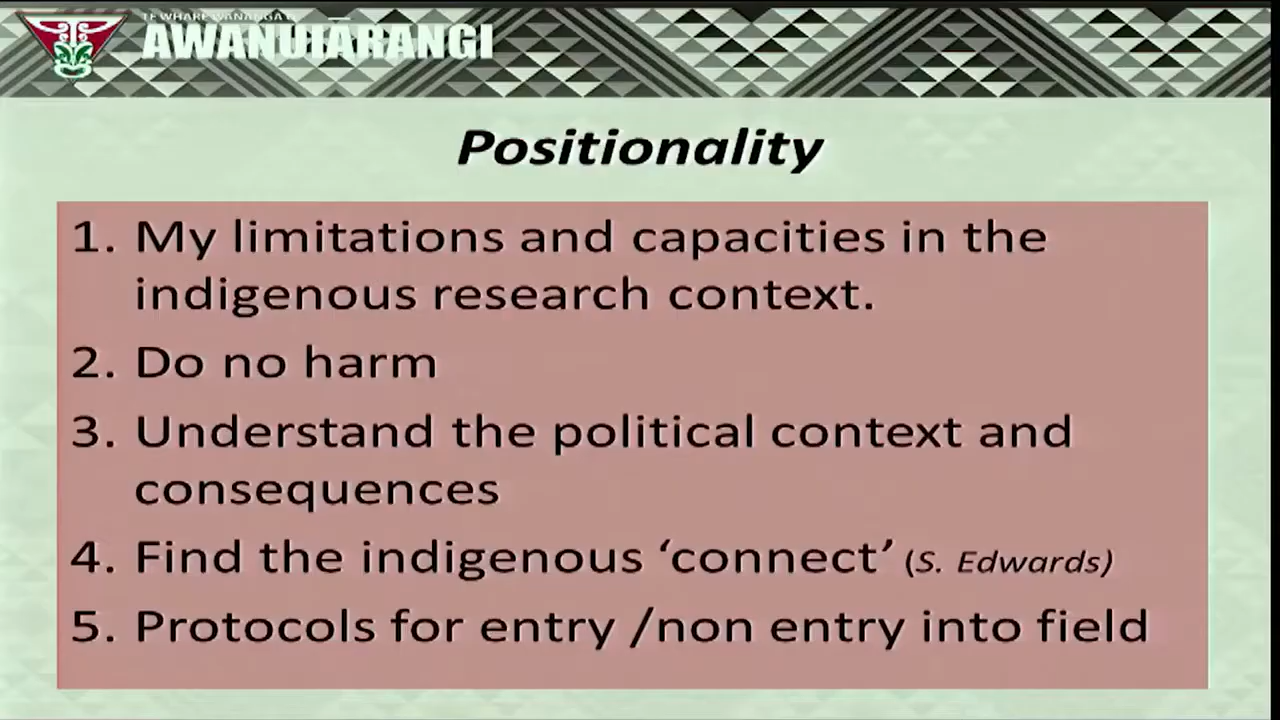 TE WHARE WĀNANGA O
AWANUIARANGI
Positionality
1. My limitations and capacities in the
indigenous research context.
2. Do no harm
3. Understand the political context and
consequences
4. Find the indigenous ‘connect’ (S. Edwards)
5. Protocols for entry /non entry into field